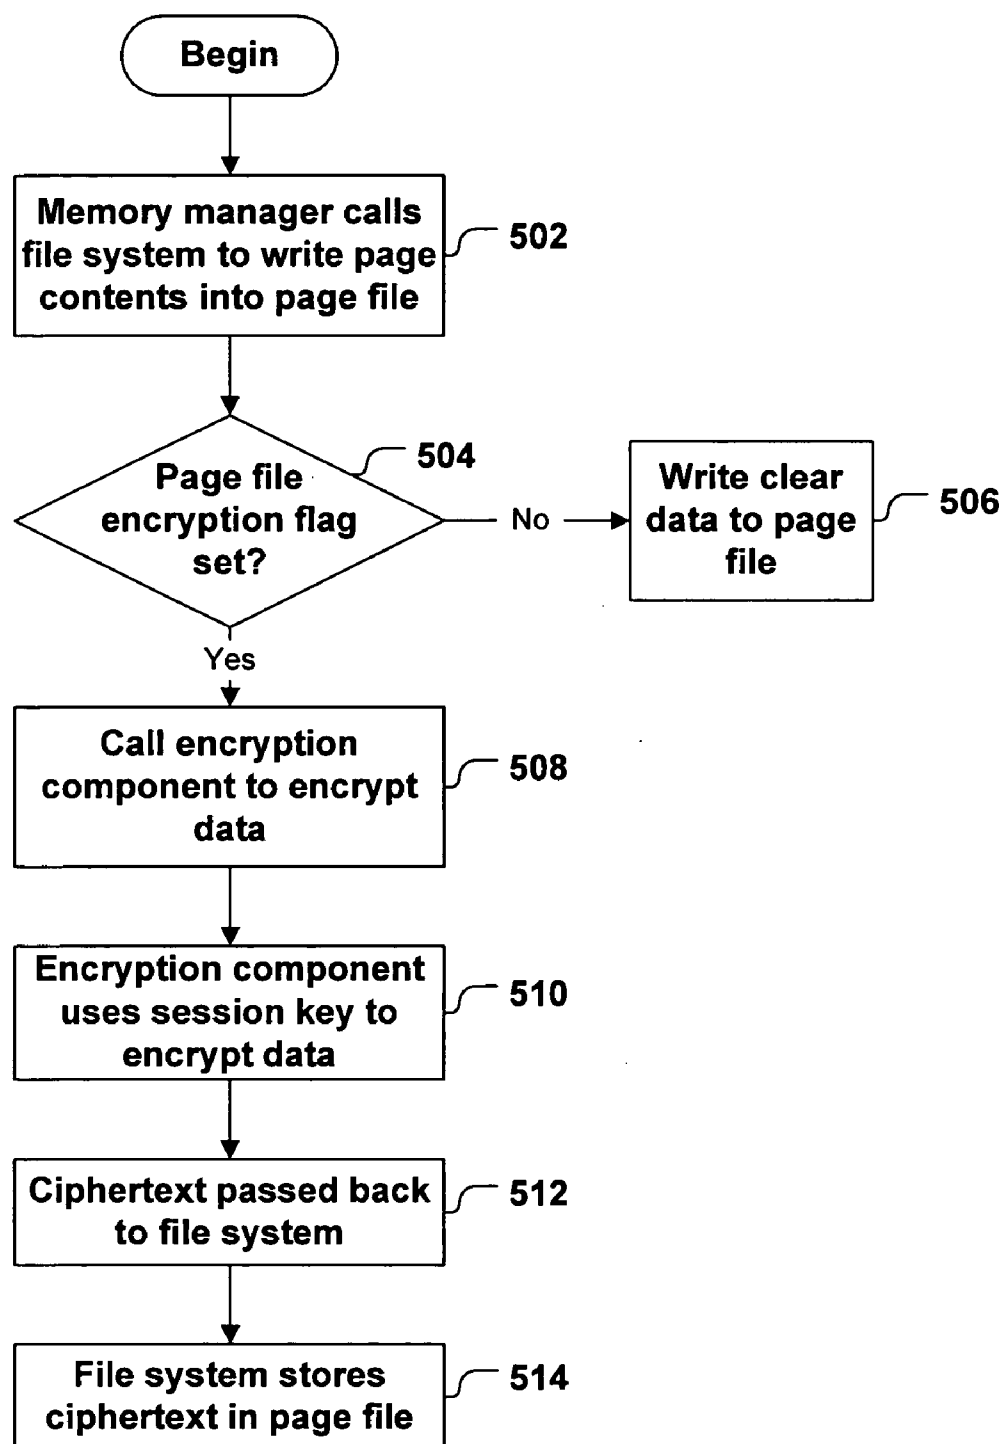 Begin
Memory manager calls
file system to write page
contents into page file
502
Page file
encryption flag
set?
504
No
Write clear
data to page
file
506
Yes
Call encryption
component to encrypt
data
508
Encryption component
uses session key to
encrypt data
510
Ciphertext passed back
to file system
512
File system stores
ciphertext in page file
514